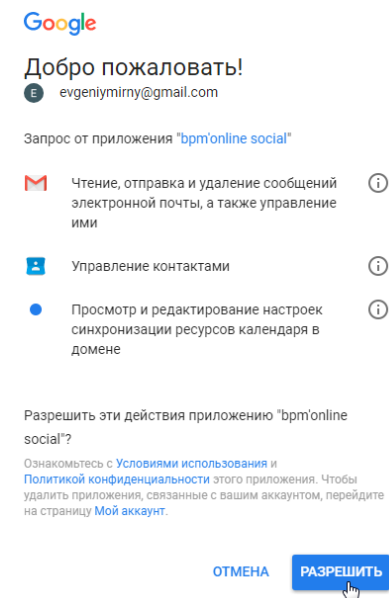 Google
Добро пожаловать!
E evgeniymirny@gmail.com
Запрос от приложения "bpm'online social"
Чтение, отправка и удаление сообщений
электронной почты, а также управление
ими
Управление контактами
Просмотр и редактирование настроек
синхронизации ресурсов календаря в
домене
Разрешить эти действия приложению "bpm'online
social"?
Ознакомьтесь с Условиями использования и
Политикой конфиденциальности этого приложения. Чтобы
удалить приложения, связанные с вашим аккаунтом, перейдите
на страницу Мой аккаунт.
ОТМЕНА РАЗРЕШИТЬ